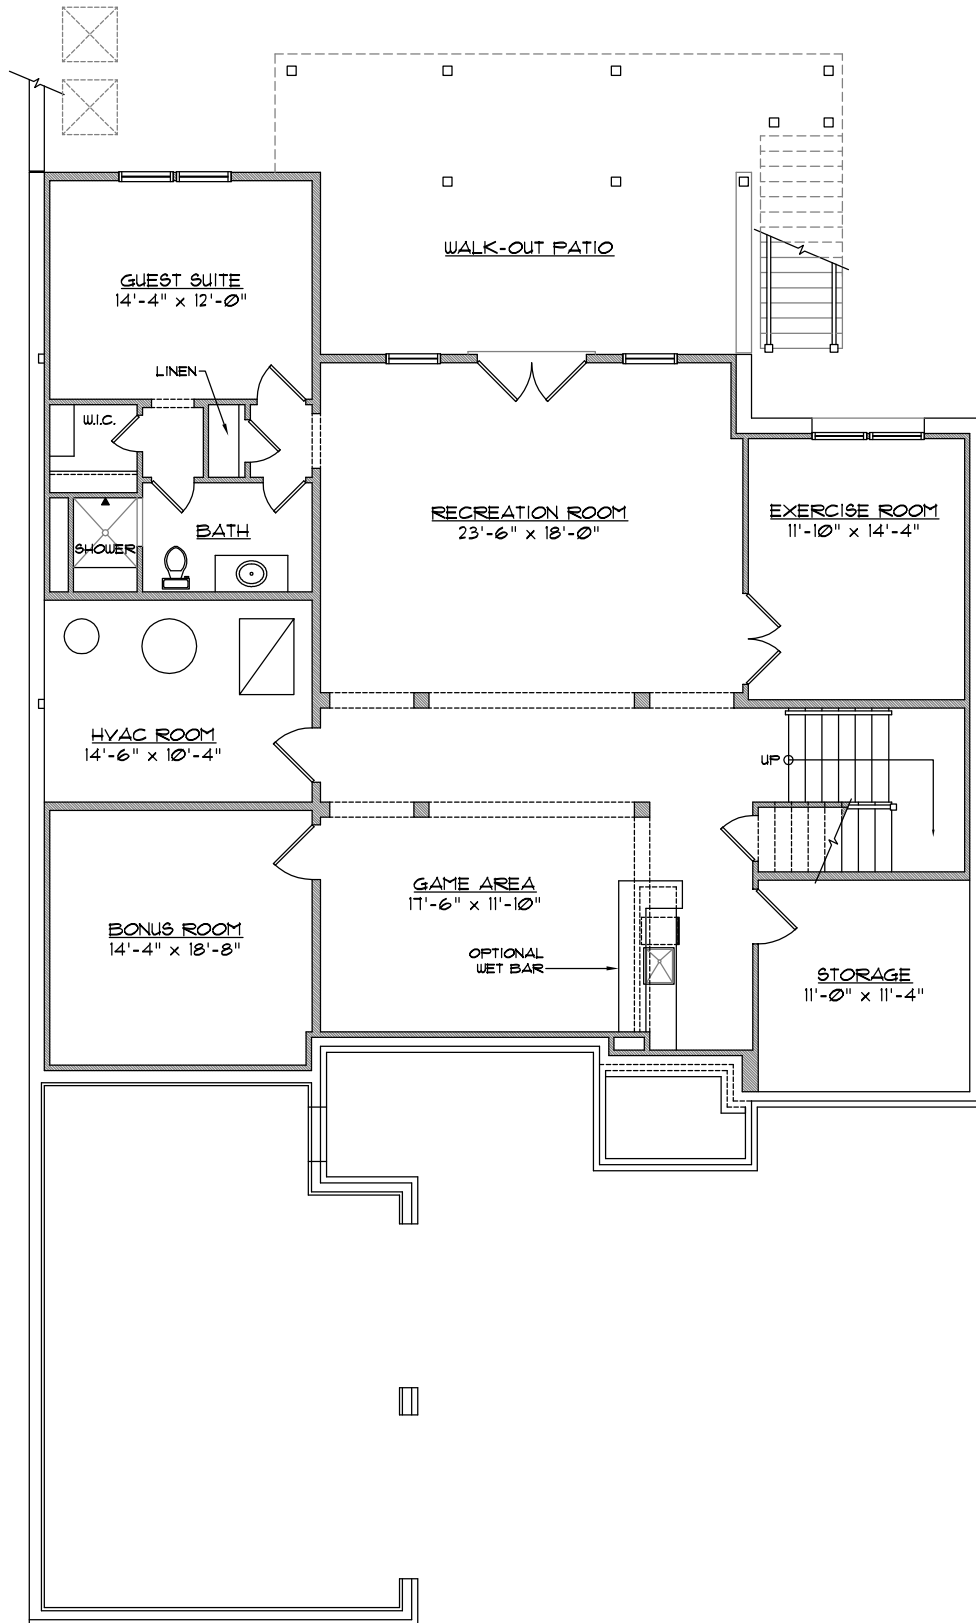 WALK-OUT PATIO
GUEST SUITE
14'-4" x 12'-0"
LINEN
W.I.C.
RECREATION ROOM
23'-6" x 18'-0"
EXERCISE ROOM
11'-10" x 14'-4"
BATH
SHOWER
HVAC ROOM
14'-6" x 10'-4"
UP
GAME AREA
17'-6" x 11'-10"
BONUS ROOM
14'-4" x 18'-8"
OPTIONAL
WET BAR
STORAGE
11'-0" x 11'-4"